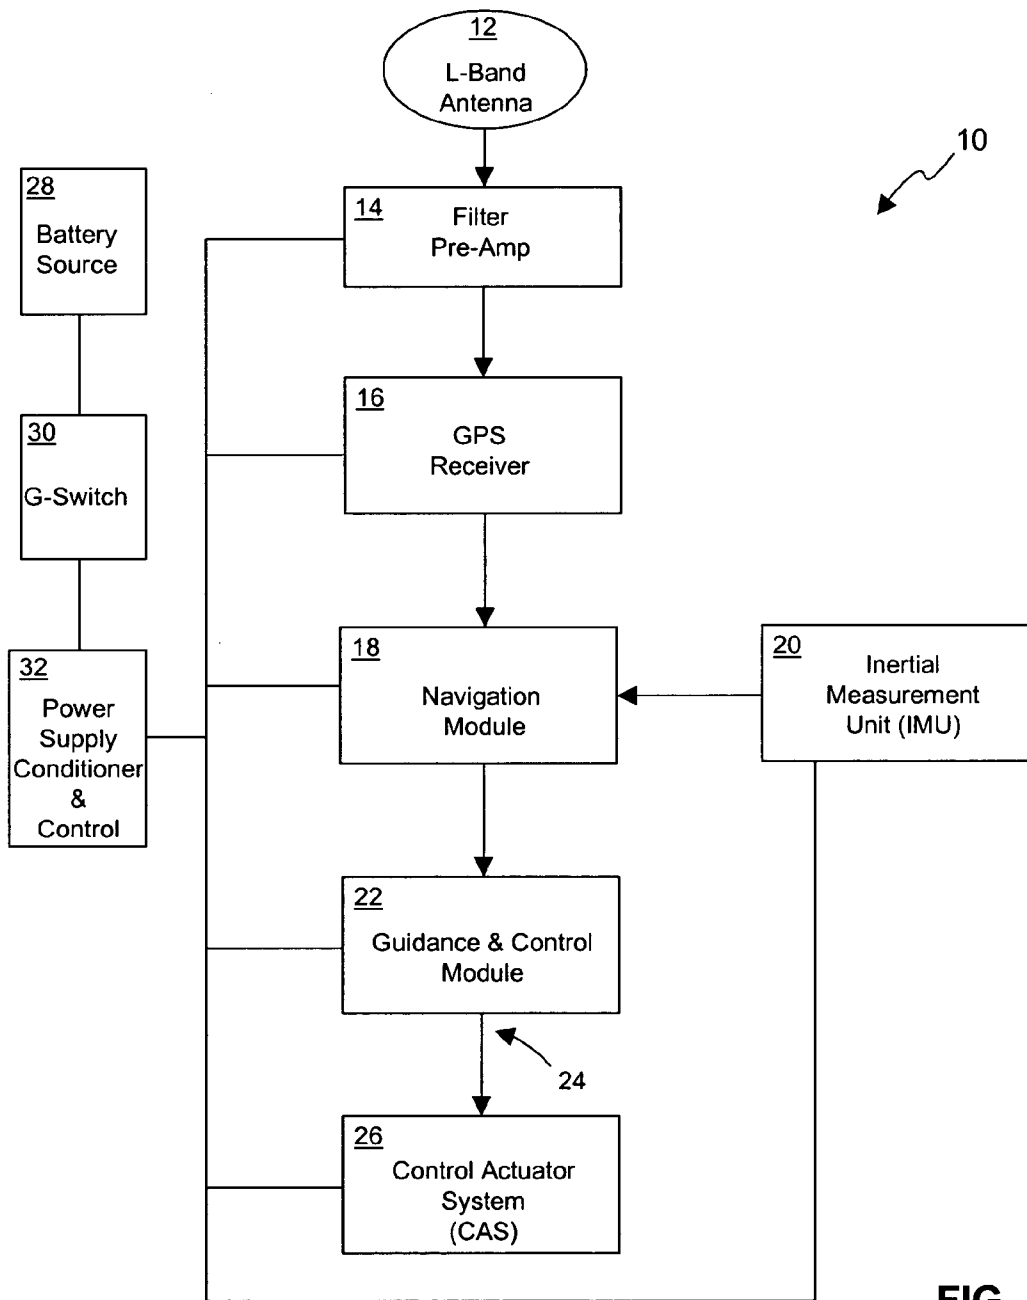 12
L-Band
Antenna
10
28
Battery
Source
14
Filter
Pre-Amp
16
GPS
Receiver
30
G-Switch
18
Navigation
Module
20
Inertial
Measurement
Unit (IMU)
32
Power
Supply
Conditioner
&
Control
22
Guidance & Control
Module
24
26
Control Actuator
System
(CAS)
FIG